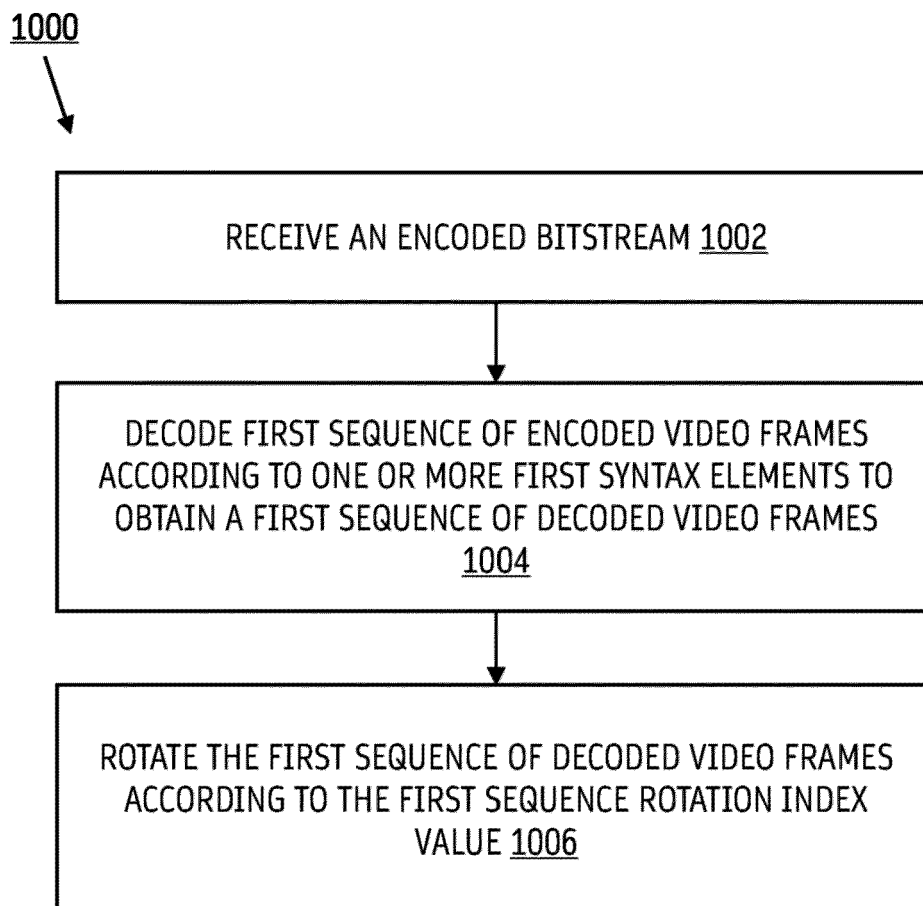 1000
RECEIVE AN ENCODED BITSTREAM 1002
DECODE FIRST SEQUENCE OF ENCODED VIDEO FRAMES
ACCORDING TO ONE OR MORE FIRST SYNTAX ELEMENTS TO
OBTAIN A FIRST SEQUENCE OF DECODED VIDEO FRAMES
1004
ROTATE THE FIRST SEQUENCE OF DECODED VIDEO FRAMES
ACCORDING TO THE FIRST SEQUENCE ROTATION INDEX
VALUE 1006